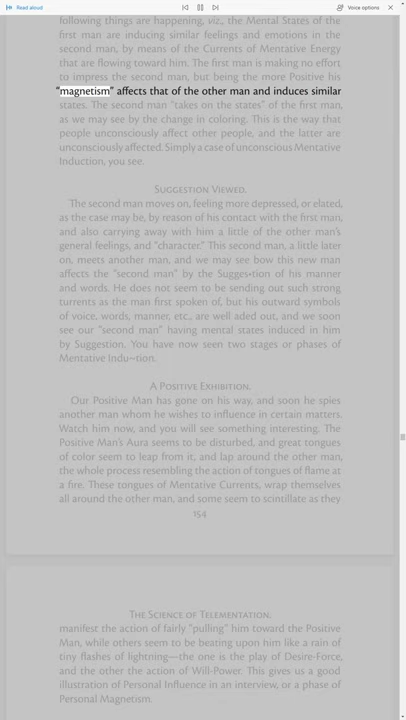 Read aloud
Voice options
following things are happening, viz., the Mental States of the
first man are inducing similar feelings and emotions in the
second man, by means of the Currents of Mentative Energy
that are flowing toward him. The first man is making no effort
to impress the second man, but being the more Positive his
“magnetism” affects that of the other man and induces similar
states. The second man “takes on the states” of the first man,
as we may see by the change in coloring. This is the way that
people unconsciously affect other people, and the latter are
unconsciously affected. Simply a case of unconscious Mentative
Induction, you see.
Suggestion Viewed.
The second man moves on, feeling more depressed, or elated,
as the case may be, by reason of his contact with the first man,
and also carrying away with him a little of the other man’s
general feelings, and “character.” This second man, a little later
on, meets another man, and we may see bow this new man
affects the “second man” by the Sugges•tion of his manner
and words. He does not seem to be sending out such strong
turrents as the man first spoken of, but his outward symbols
of voice, words, manner, etc., are well aded out, and we soon
see our “second man” having mental states induced in him
by Suggestion. You have now seen two stages or phases of
Mentative Indu~tion.
A Positive Exhibition.
Our Positive Man has gone on his way, and soon he spies
another man whom he wishes to influence in certain matters.
Watch him now, and you will see something interesting. The
Positive Man’s Aura seems to be disturbed, and great tongues
of color seem to leap from it, and lap around the other man,
the whole process resembling the action of tongues of flame at
a fire. These tongues of Mentative Currents, wrap themselves
all around the other man, and some seem to scintillate as they
154
The Science of Telementation.
manifest the action of fairly “pulling” him toward the Positive
Man, while others seem to be beating upon him like a rain of
tiny flashes of lightning—the one is the play of Desire-Force,
and the other the action of Will-Power. This gives us a good
illustration of Personal Influence in an interview, or a phase of
Personal Magnetism.